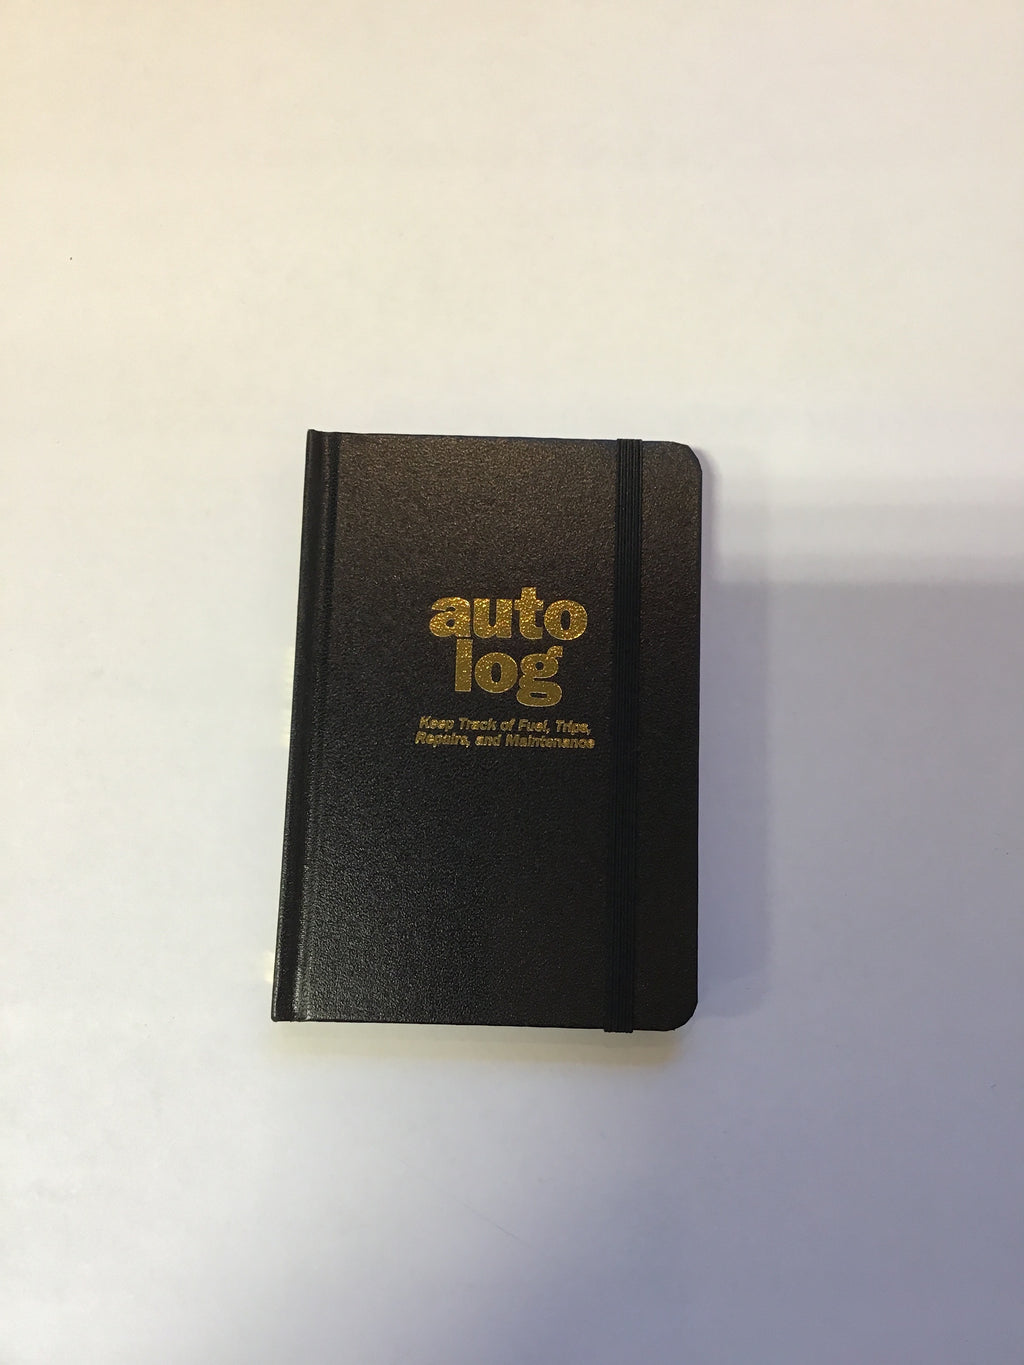 auto
log
Keep Track of Fuel, Trips,
Repairs, and Maintenance